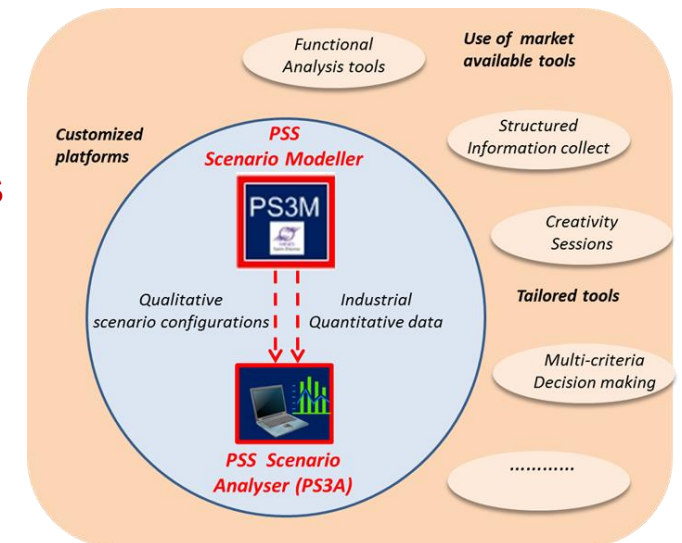 Functional
Analysis tools
Use of market
available tools
Customized
platforms
PSS
Scenario Modeller
Structured
Information collect
s
PS3M
Creativity
Sessions
Qualitative
scenario configurations
Industrial
Quantitative data
Tailored tools
Multi-criteria
Decision making
PSS Scenario
Analyser (PS3A)
............